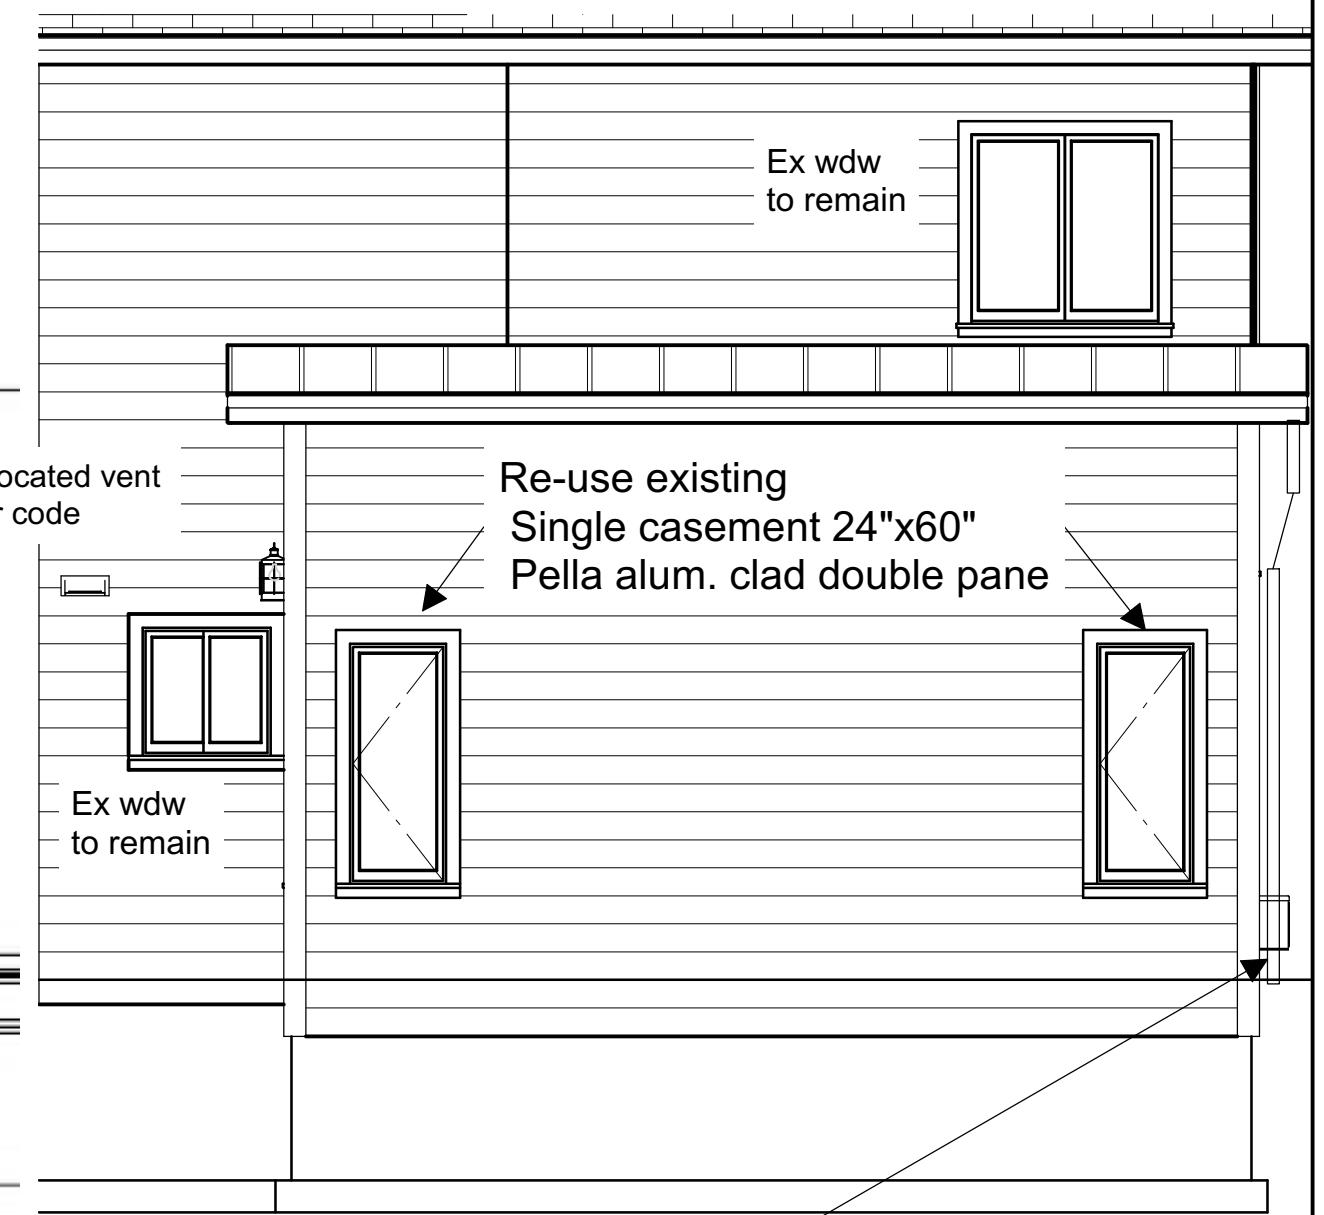 Ex wdw
to remain
Re-use existing
Single casement 24"x60"
Pella alum. clad double pane
vent
code
Ex wdw
to remain